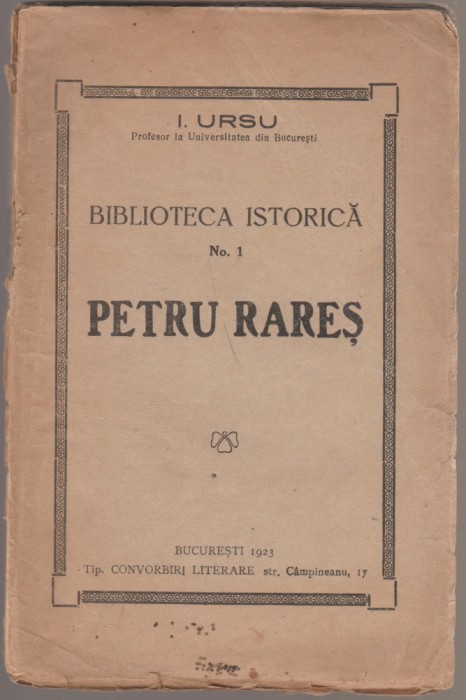 I. URSU
Profesor la Universitatea din București
BIBLIOTECA ISTORICĂ
No. 1
PETRU RAREȘ
BUCUREȘTI 1923
Tip. CONVORBIRI LITERARE str. Câmpineanu, 17